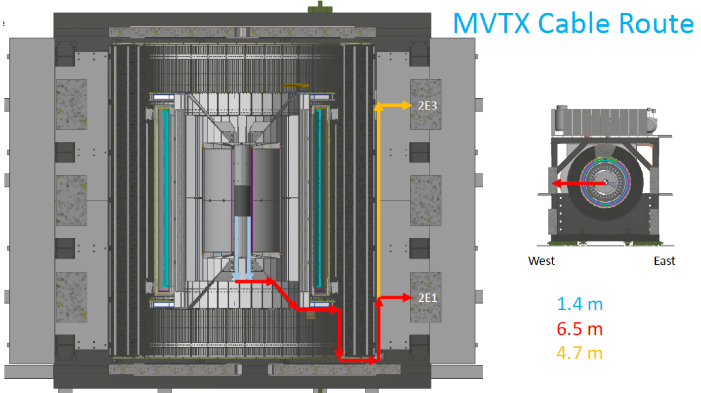 MVTX Cable Route
2E3
2E1
West
East
1.4 m
6.5 m
4.7 m